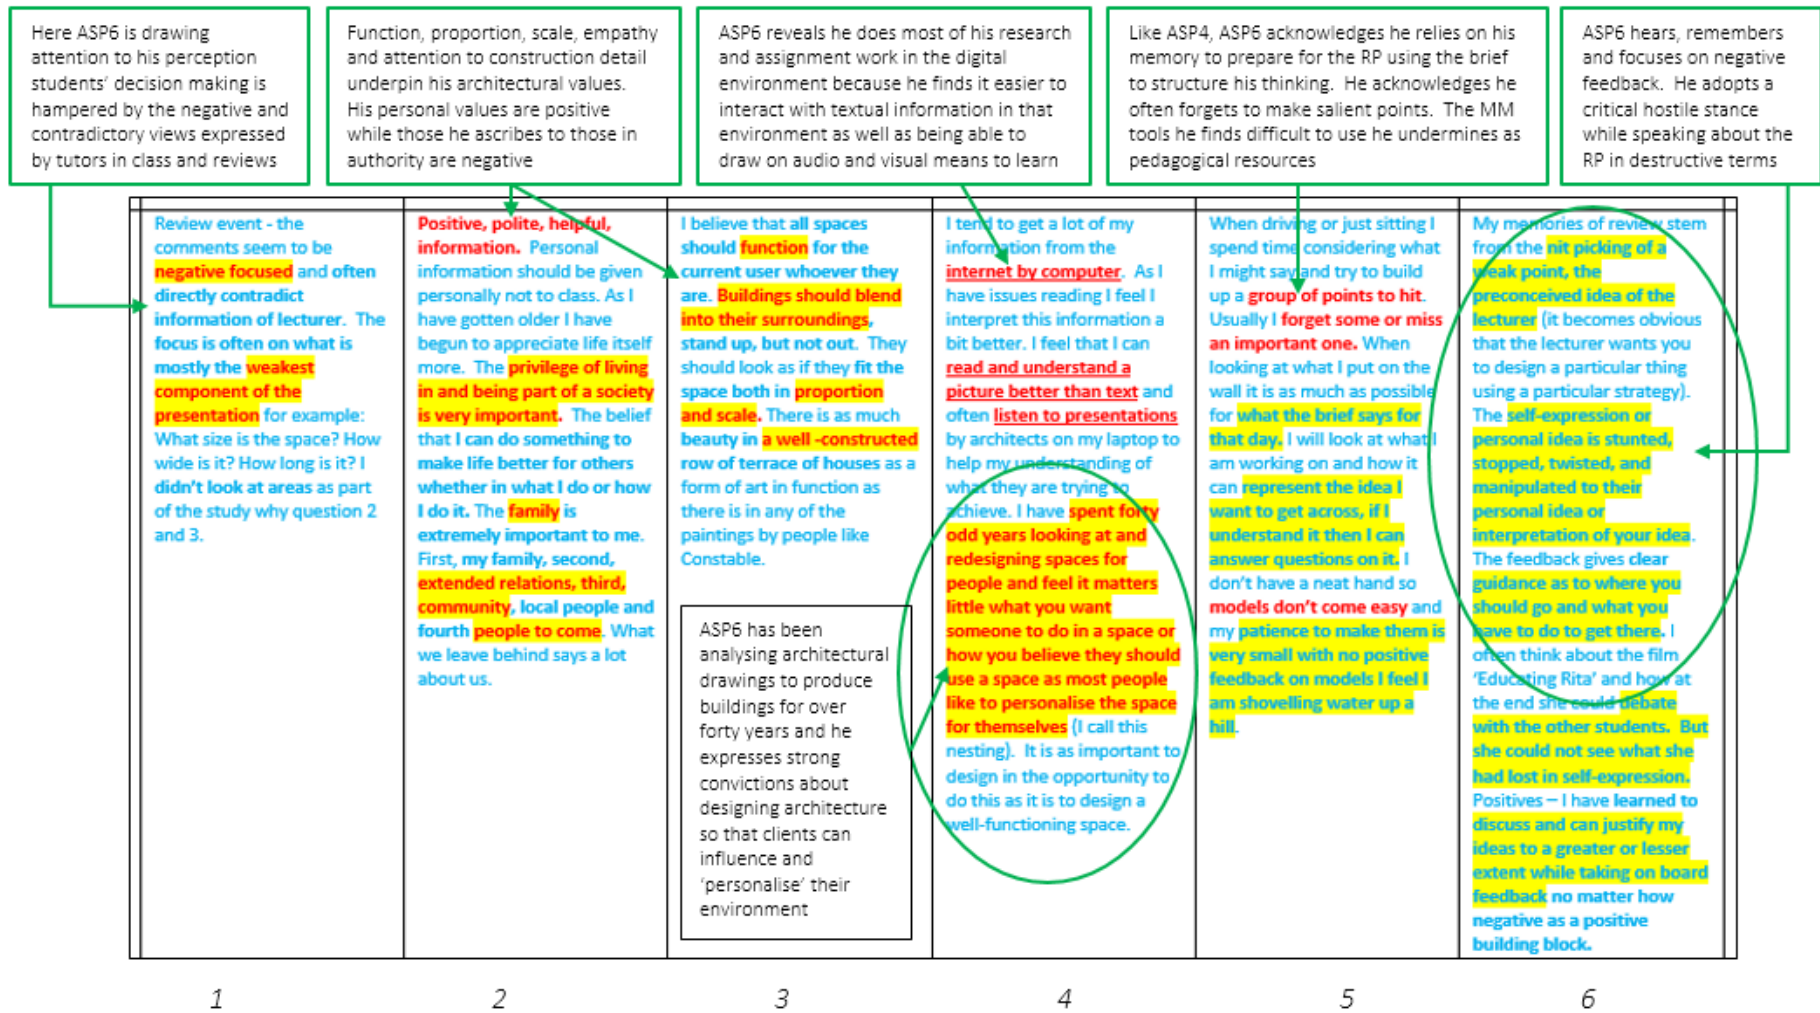 Here ASP6 is drawing
attention to his perception
students' decision making is
hampered by the negative and
contradictory views expressed
by tutors in class and reviews
Function, proportion, scale, empathy
and attention to construction detail
underpin his architectural values.
His personal values are positive
while those he ascribes to those in
authority are negative
ASP6 reveals he does most of his research
and assignment work in the digital
environment because he finds it easier to
interact with textual information in that
environment as well as being able to
draw on audio and visual means to learn
Like ASP4, ASP6 acknowledges he relies on his
memory to prepare for the RP using the brief
to structure his thinking. He acknowledges he
often forgets to make salient points. The MM
tools he finds difficult to use he undermines as
pedagogical resources
ASP6 hears, remembers
and focuses on negative
feedback. He adopts a
critical hostile stance
while speaking about the
RP in destructive terms
Review event - the
comments seem to be
negative focused and often
directly contradict
information of lecturer. The
focus is often on what is
mostly the weakest
component of the
presentation for example:
What size is the space? How
wide is it? How long is it? I
didn't look at areas as part
of the study why question 2
and 3.
Positive, polite, helpful,
information. Personal
information should be given
personally not to class. As I
have gotten older I have
begun to appreciate life itself
more. The privilege of living
in and being part of a society
is very important. The belief
that I can do something to
make life better for others
whether in what I do or how
I do it. The family is
extremely important to me.
First, my family, second,
extended relations, third,
community, local people and
fourth people to come. What
we leave behind says a lot
about us.
I believe that all spaces
should function for the
current user whoever they
are. Buildings should blend
into their surroundings,
stand up, but not out. They
should look as if they fit the
space both in proportion
and scale. There is as much
beauty in a well -constructed
row of terrace of houses as a
form of art in function as
there is in any of the
paintings by people like
Constable.
ASP6 has been
analysing architectural
drawings to produce
buildings for over
forty years and he
expresses strong
convictions about
designing architecture
so that clients can
influence and
'personalise' their
environment
I tend to get a lot of my
information from the
internet by computer. As I
have issues reading I feel I
interpret this information a
bit better. I feel that I can
read and understand a
picture better than text and
often listen to presentations
by architects on my laptop to
help my understanding of
what they are trying to
achieve. I have spent forty
odd years looking at and
redesigning spaces for
people and feel it matters
little what you want
someone to do in a space or
how you believe they should
use a space as most people
like to personalise the space
for themselves (I call this
nesting). It is as important to
design in the opportunity to
do this as it is to design a
well-functioning space.
When driving or just sitting I
spend time considering what
I might say and try to build
up a group of points to hit.
Usually I forget some or miss
an important one. When
looking at what I put on the
wall it is as much as possible
for what the brief says for
that day. I will look at what I
am working on and how it
can represent the idea I
want to get across, if I
understand it then I can
answer questions on it. I
don't have a neat hand so
models don't come easy and
my patience to make them is
very small with no positive
feedback on models I feel I
am shovelling water up a
hill.
My memories of review stem
from the nit picking of a
weak point, the
preconceived idea of the
lecturer (it becomes obvious
that the lecturer wants you
to design a particular thing
using a particular strategy).
The self-expression or
personal idea is stunted,
stopped, twisted, and
manipulated to their
personal idea or
interpretation of your idea.
The feedback gives clear
guidance as to where you
should go and what you
have to do to get there. I
often think about the film
'Educating Rita' and how at
the end she could debate
with the other students. But
she could not see what she
had lost in self-expression.
Positives – I have learned to
discuss and can justify my
ideas to a greater or lesser
extent while taking on board
feedback no matter how
negative as a positive
building block.
1
2
3
4
5
6